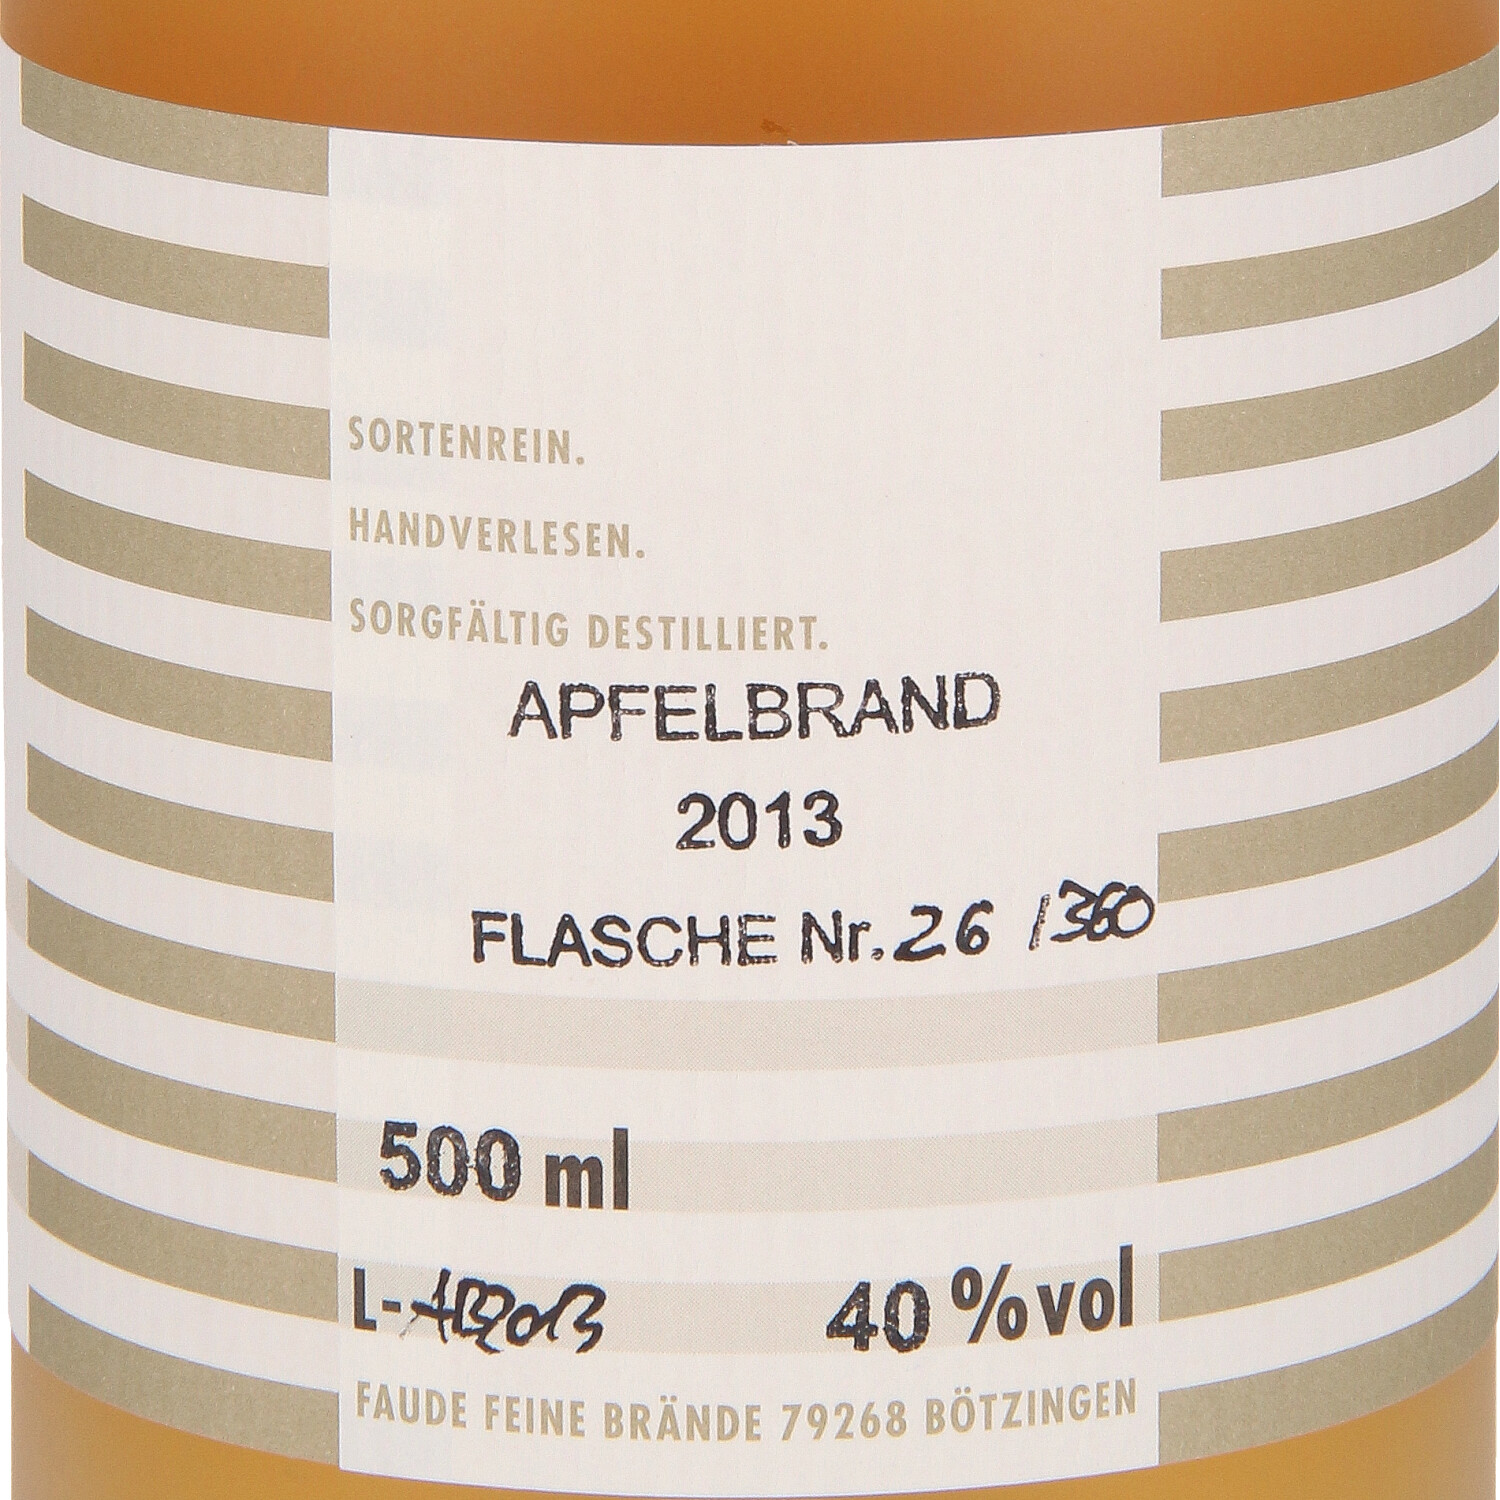 SORTENREIN.
HANDVERLESEN.
SORGFÄLTIG DESTILLIERT.
APFELBRAND
2013
FLASCHE Nr. 26 /360
500 ml
L-AB2013 40 % vol
FAUDE FEINE BRÄNDE 79268 BÖTZINGEN